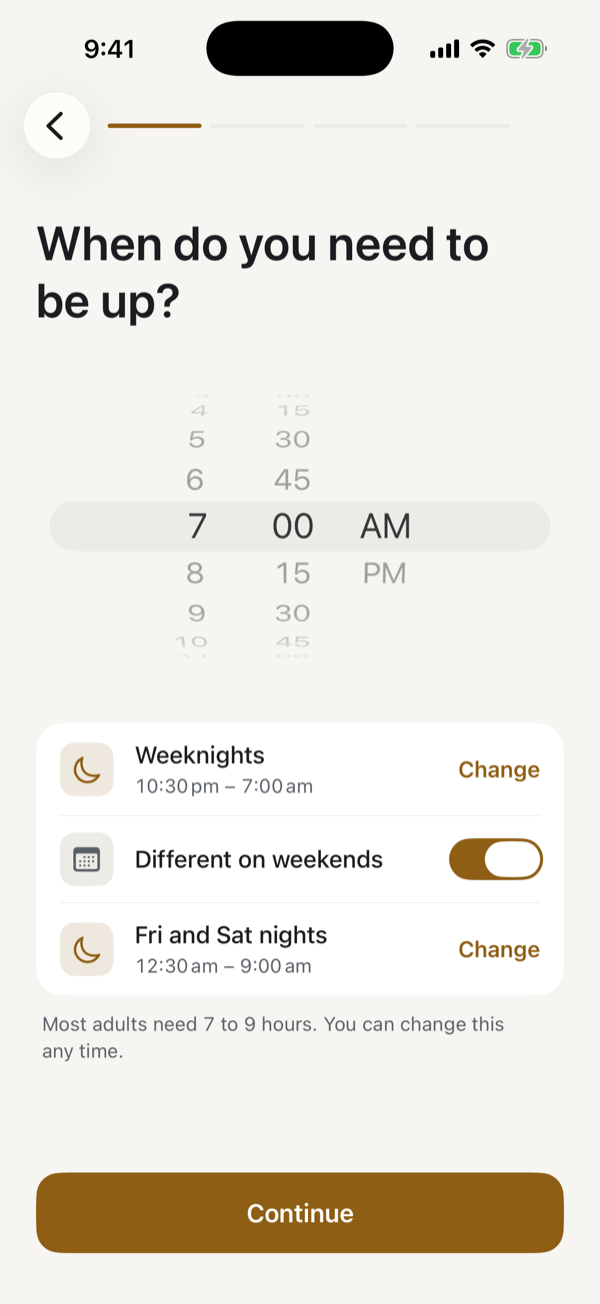 9:41
When do you need to
be up?
4 15
5 30
6 45
7 00 AM
8 15 PM
9 30
10 45
Weeknights
10:30 pm – 7:00 am
Change
Different on weekends
Fri and Sat nights
12:30 am – 9:00 am
Change
Most adults need 7 to 9 hours. You can change this
any time.
Continue